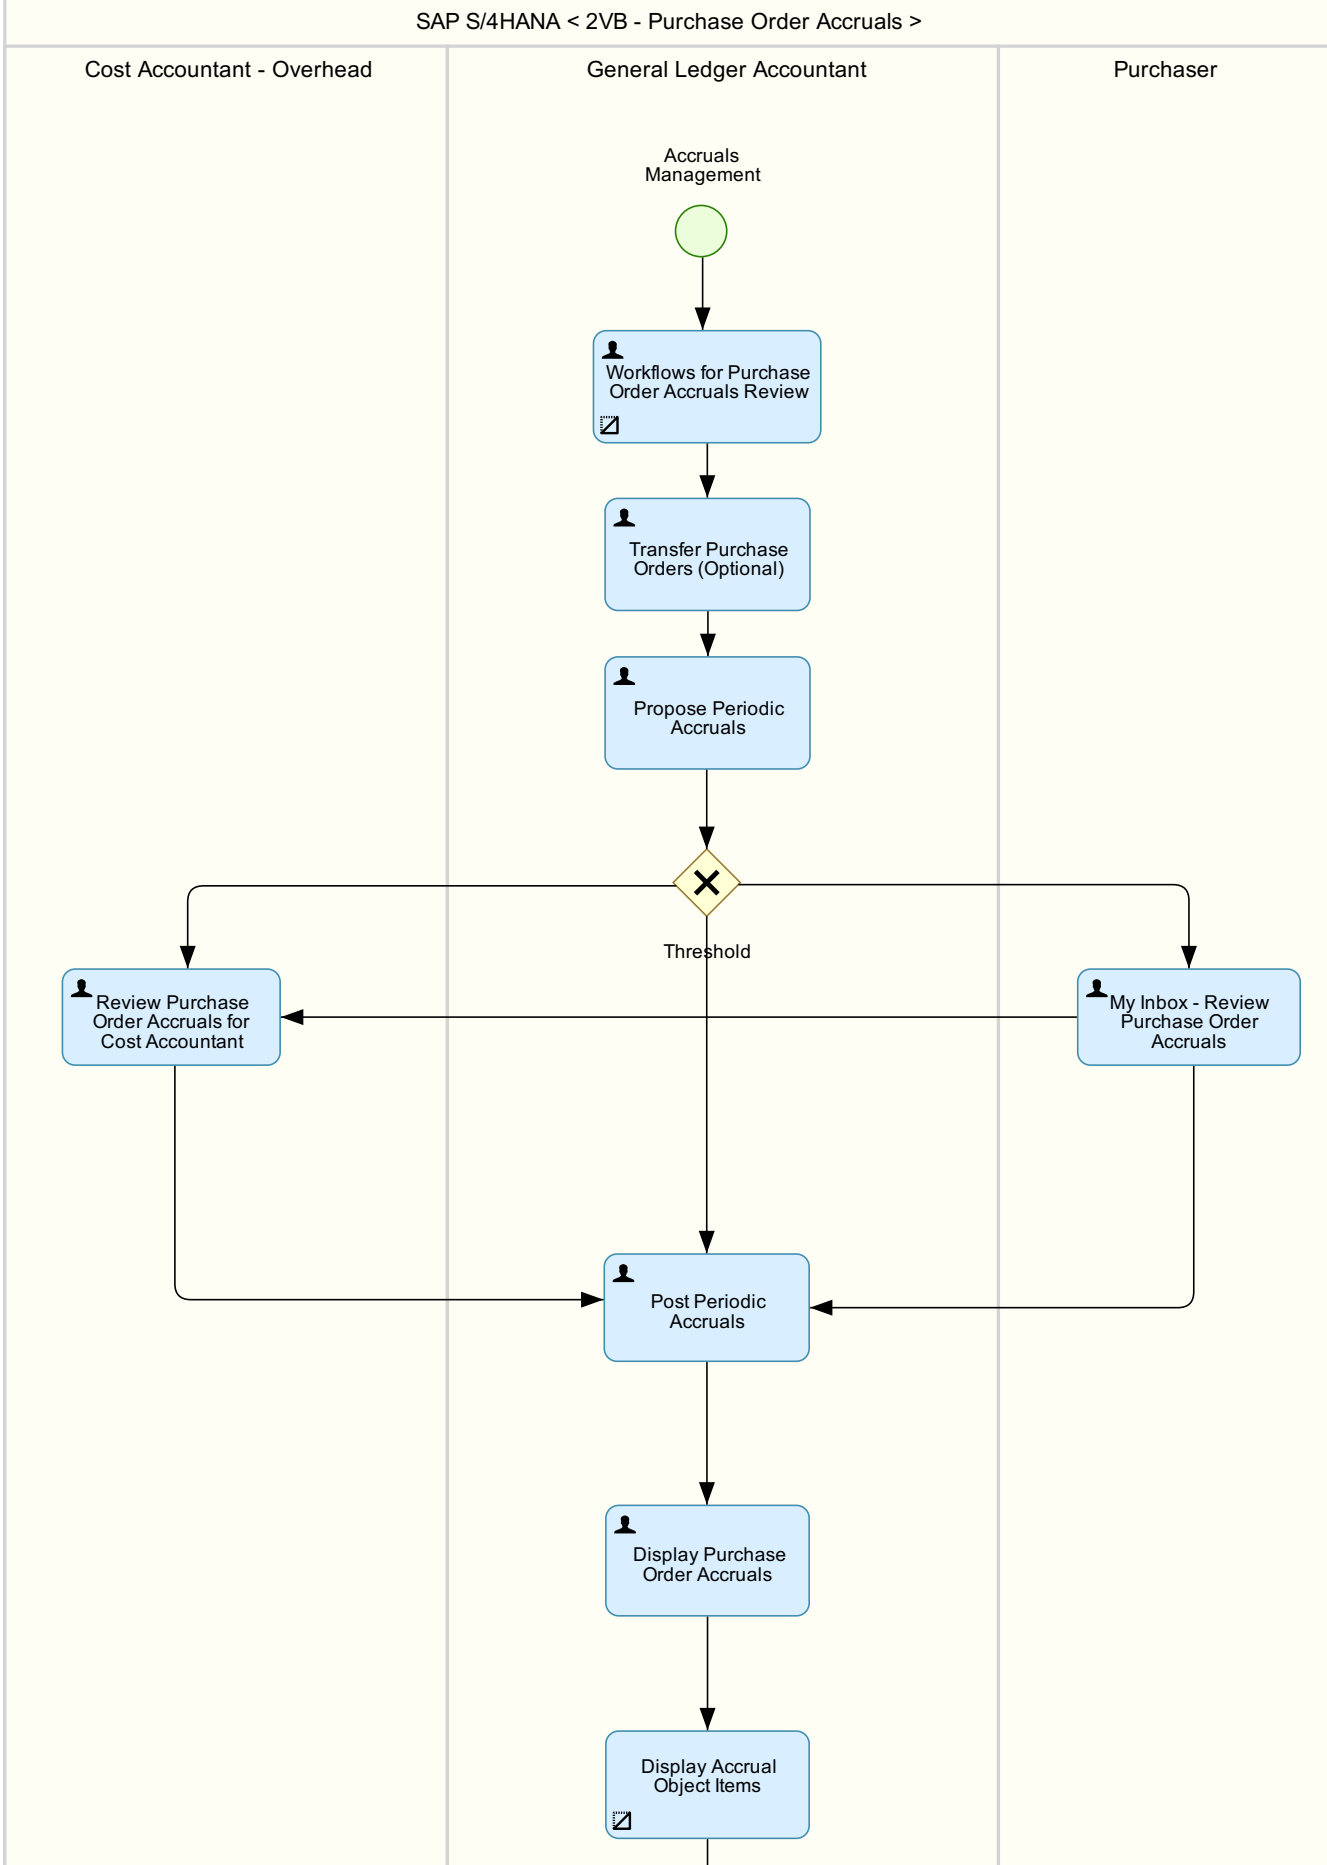 SAP S/4HANA < 2VB - Purchase Order Accruals >
Cost Accountant - Overhead
General Ledger Accountant
Purchaser
Accruals
Management
Workflows for Purchase
Order Accruals Review
Transfer Purchase
Orders (Optional)
Propose Periodic
Accruals
Threshold
Review Purchase
Order Accruals for
Cost Accountant
My Inbox - Review
Purchase Order
Accruals
Post Periodic
Accruals
Display Purchase
Order Accruals
Display Accrual
Object Items